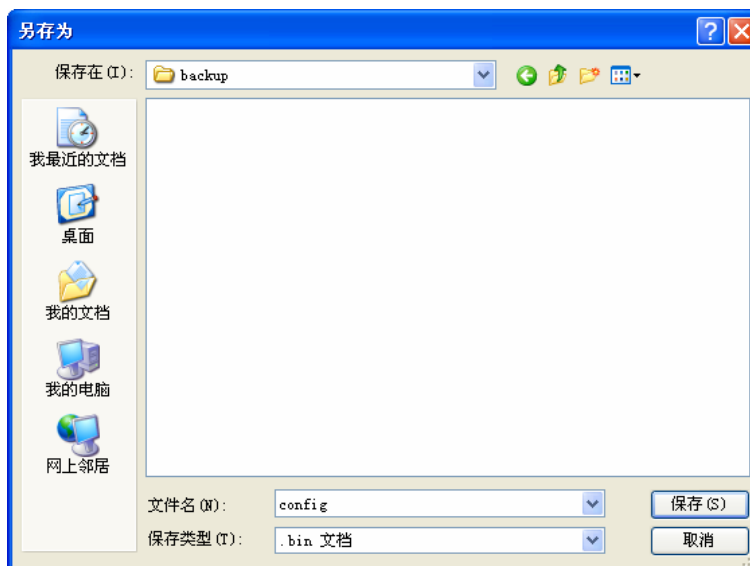 另存为
保存在(I):
backup
我最近的文档
桌面
我的文档
我的电脑
网上邻居
文件名(N):
config
保存(S)
保存类型(T):
.bin 文档
取消